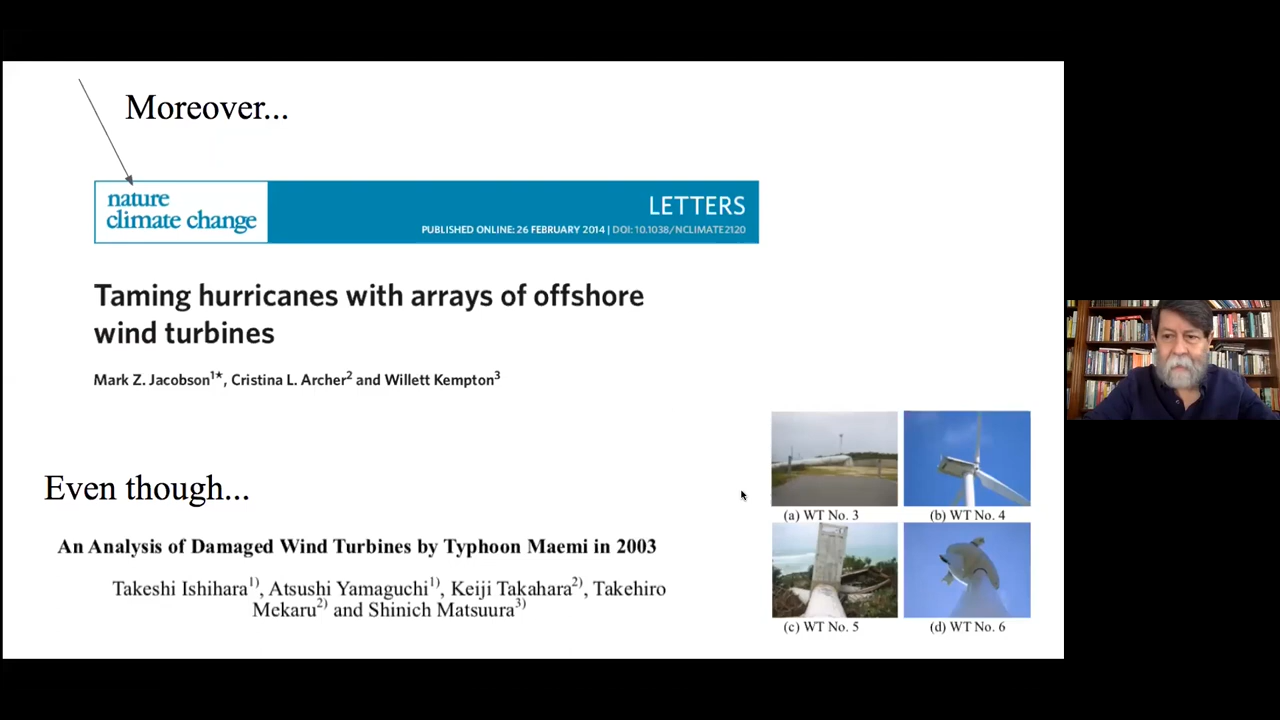 Moreover...
nature
climate change
LETTERS
PUBLISHED ONLINE: 26 FEBRUARY 2014 | DOI: 10.1038/NCLIMATE2120
Taming hurricanes with arrays of offshore
wind turbines
Mark Z. Jacobson1*, Cristina L. Archer2 and Willett Kempton3
Even though...
An Analysis of Damaged Wind Turbines by Typhoon Maemi in 2003
Takeshi Ishihara1), Atsushi Yamaguchi1), Keiji Takahara2), Takehiro
Mekaru2) and Shinich Matsuura3)
(a) WT No. 3
(b) WT No. 4
(c) WT No. 5
(d) WT No. 6